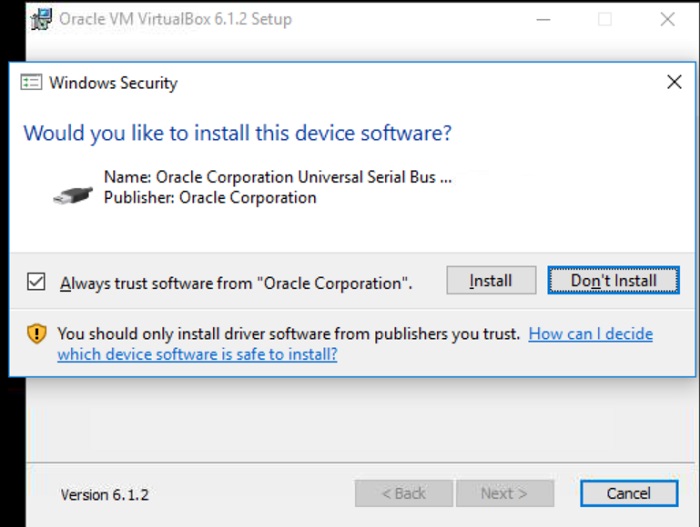 Oracle VM VirtualBox 6.1.2 Setup
Windows Security
Would you like to install this device software?
Name: Oracle Corporation Universal Serial Bus ...
Publisher: Oracle Corporation
Always trust software from "Oracle Corporation".
Install
Don't Install
You should only install driver software from publishers you trust. How can I decide
which device software is safe to install?
Version 6.1.2
< Back
Next >
Cancel